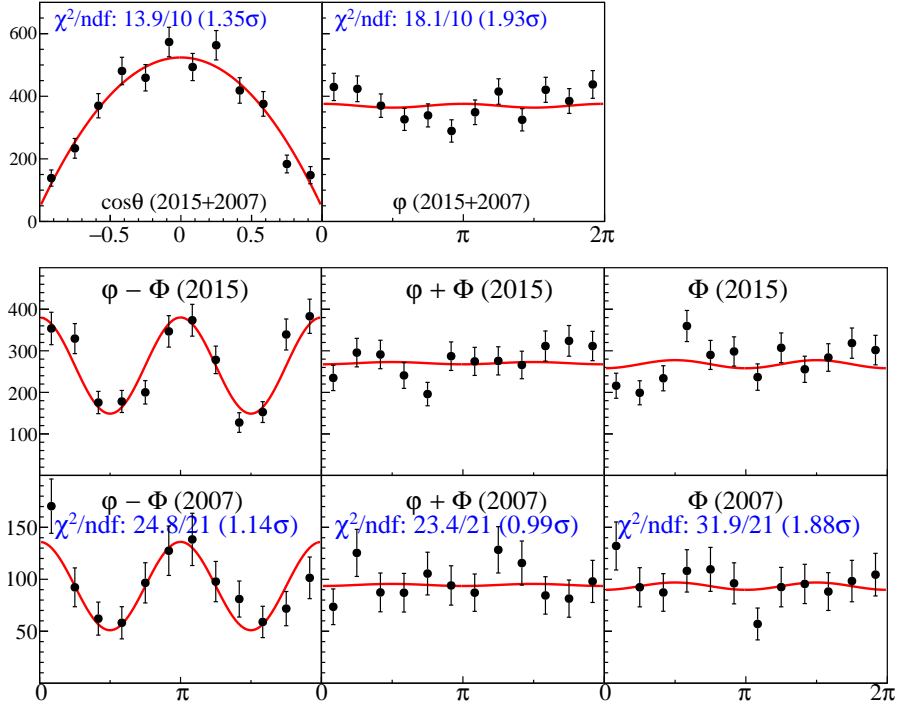 χ²/ndf: 13.9/10 (1.35σ)
χ²/ndf: 18.1/10 (1.93σ)
600
400
200
0
cosθ (2015+2007)
φ (2015+2007)
−0.5
0
0.5
0
π
2π
φ − Φ (2015)
φ + Φ (2015)
Φ (2015)
400
300
200
100
φ − Φ (2007)
φ + Φ (2007)
Φ (2007)
χ²/ndf: 24.8/21 (1.14σ)
χ²/ndf: 23.4/21 (0.99σ)
χ²/ndf: 31.9/21 (1.88σ)
150
100
50
0
π
0
π
0
π
2π